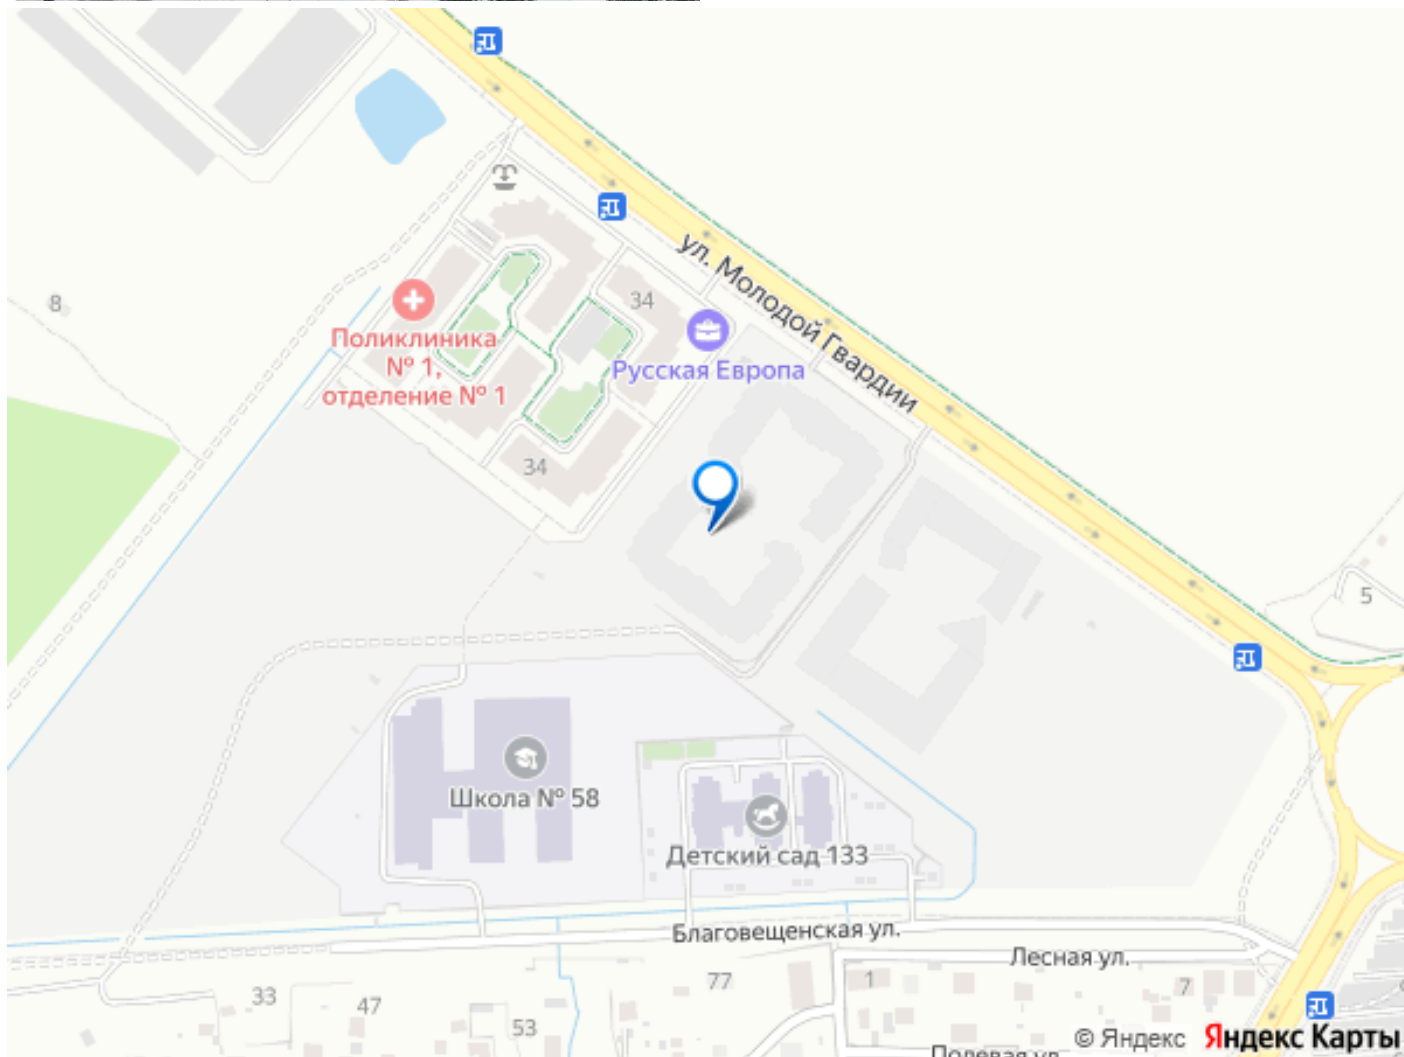 ул. Молодой Гвардии
34
8
Поликлиника
№ 1,
отделение № 1
Русская Европа
34
5
Школа № 58
Детский сад 133
Благовещенская ул.
Лесная ул.
77
1
7
33
47
53
Полевая ул.
© Яндекс Яндекс Карты